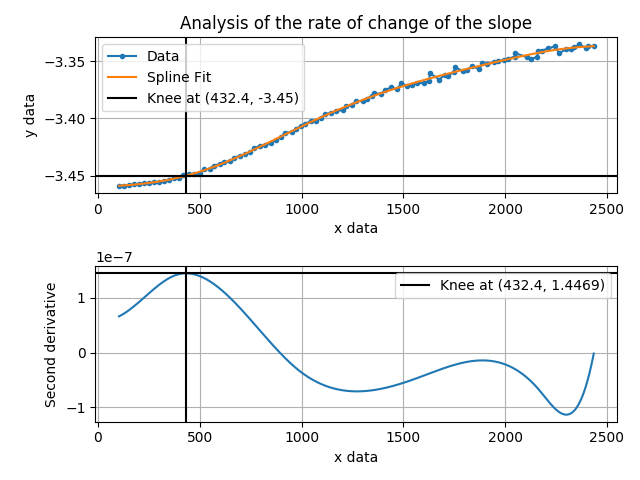 Analysis of the rate of change of the slope
Data
Spline Fit
Knee at (432.4, -3.45)
−3.35
−3.40
−3.45
y data
0
500
1000
1500
2000
2500
x data
1e−7
Knee at (432.4, 1.4469)
1
0
−1
Second derivative
0
500
1000
1500
2000
2500
x data